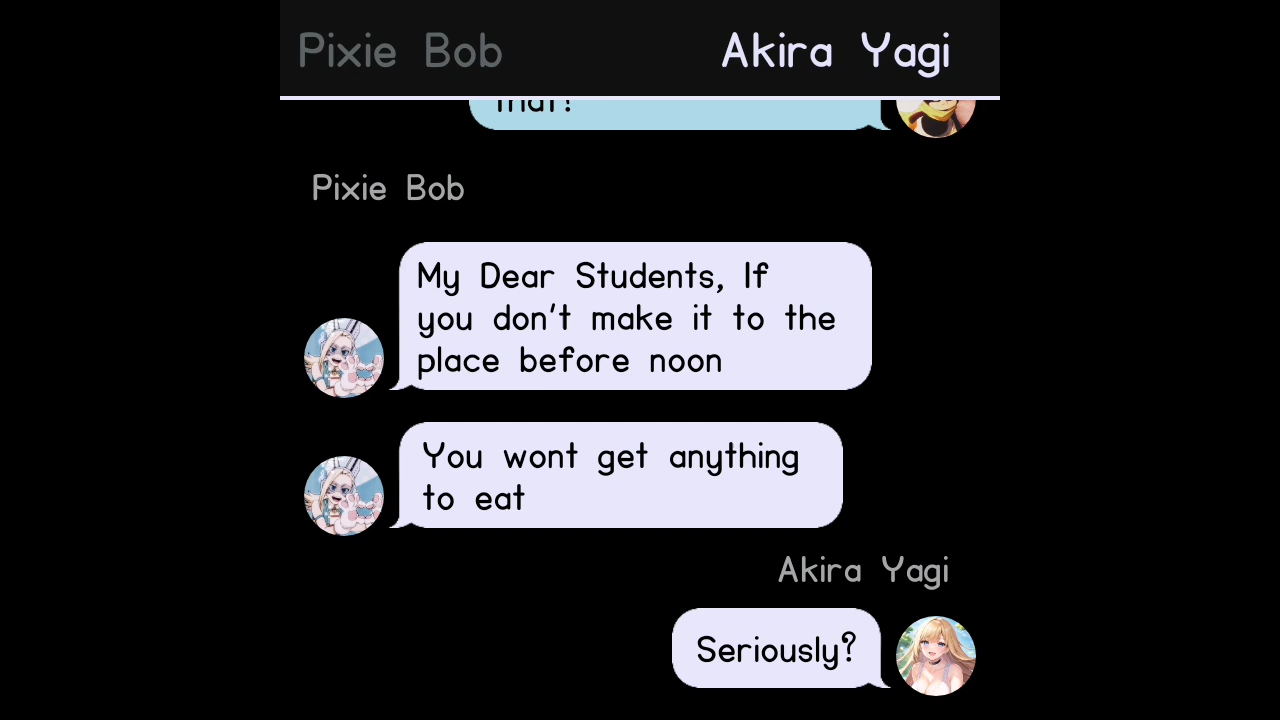 Pixie Bob
Akira Yagi
that!
Pixie Bob
My Dear Students, If
you don't make it to the
place before noon
You wont get anything
to eat
Akira Yagi
Seriously?